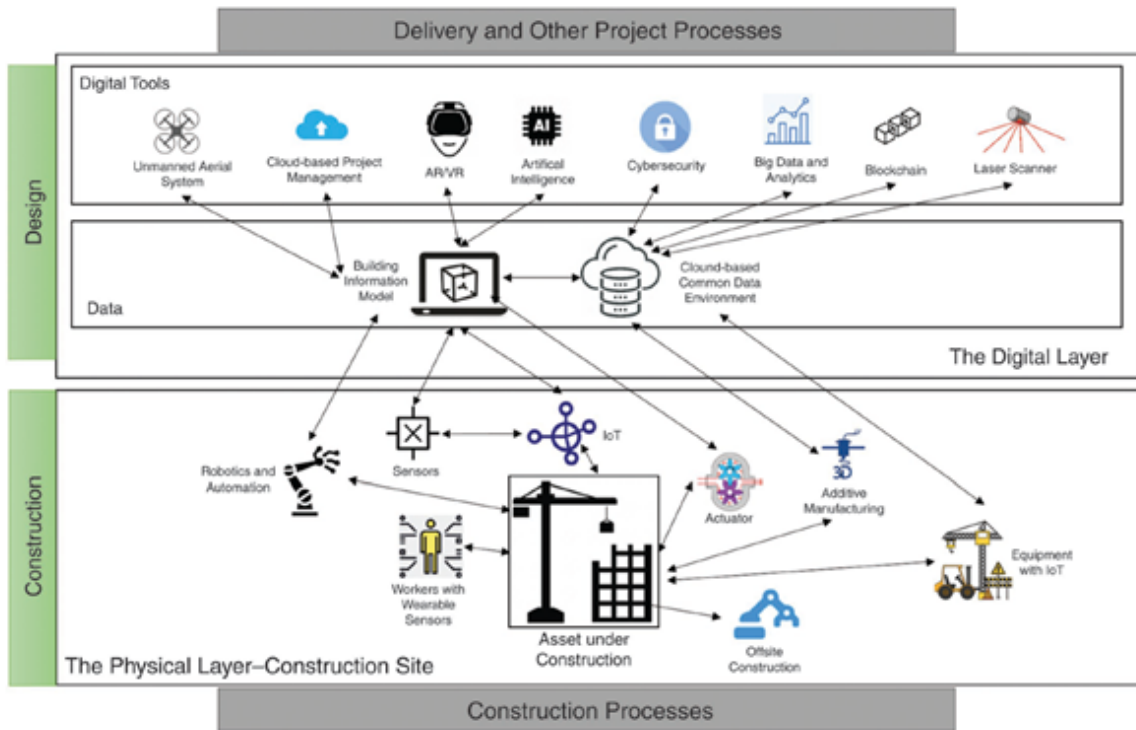 Delivery and Other Project Processes
Design
Digital Tools
Unmanned Aerial
System
Cloud-based Project
Management
AR/VR
AI
Artifical
Intelligence
Cybersecurity
Big Data and
Analytics
Blockchain
Laser Scanner
Building
Information
Model
Clound-based
Common Data
Environment
Data
The Digital Layer
Construction
Robotics and
Automation
Sensors
IoT
Actuator
3D
Additive
Manufacturing
Equipment
with IoT
Workers with
Wearable
Sensors
Asset under
Construction
Offsite
Construction
The Physical Layer–Construction Site
Construction Processes